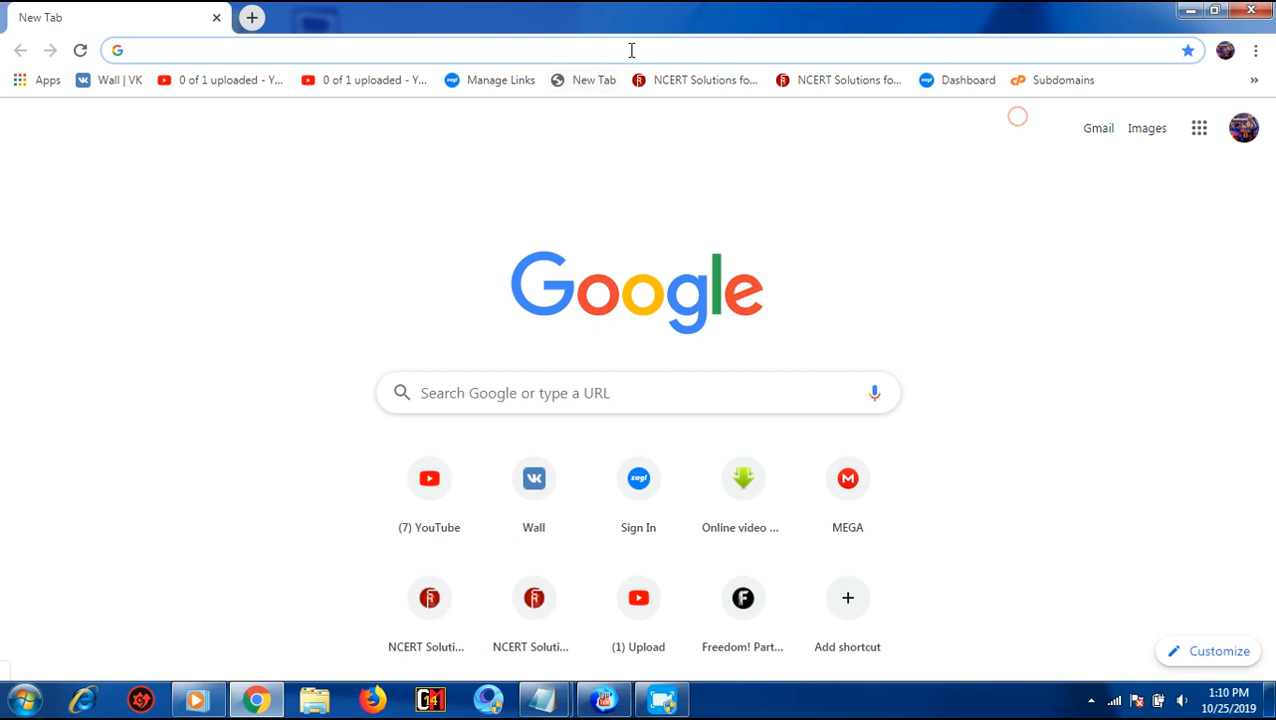 New Tab
Apps Wall | VK 0 of 1 uploaded - Y... 0 of 1 uploaded - Y... Manage Links New Tab NCERT Solutions fo... NCERT Solutions fo... Dashboard Subdomains »
Gmail Images
Google
Search Google or type a URL
(7) YouTube Wall Sign In Online video ... MEGA
NCERT Soluti... NCERT Soluti... (1) Upload Freedom! Part... Add shortcut
Customize
1:10 PM
10/25/2019